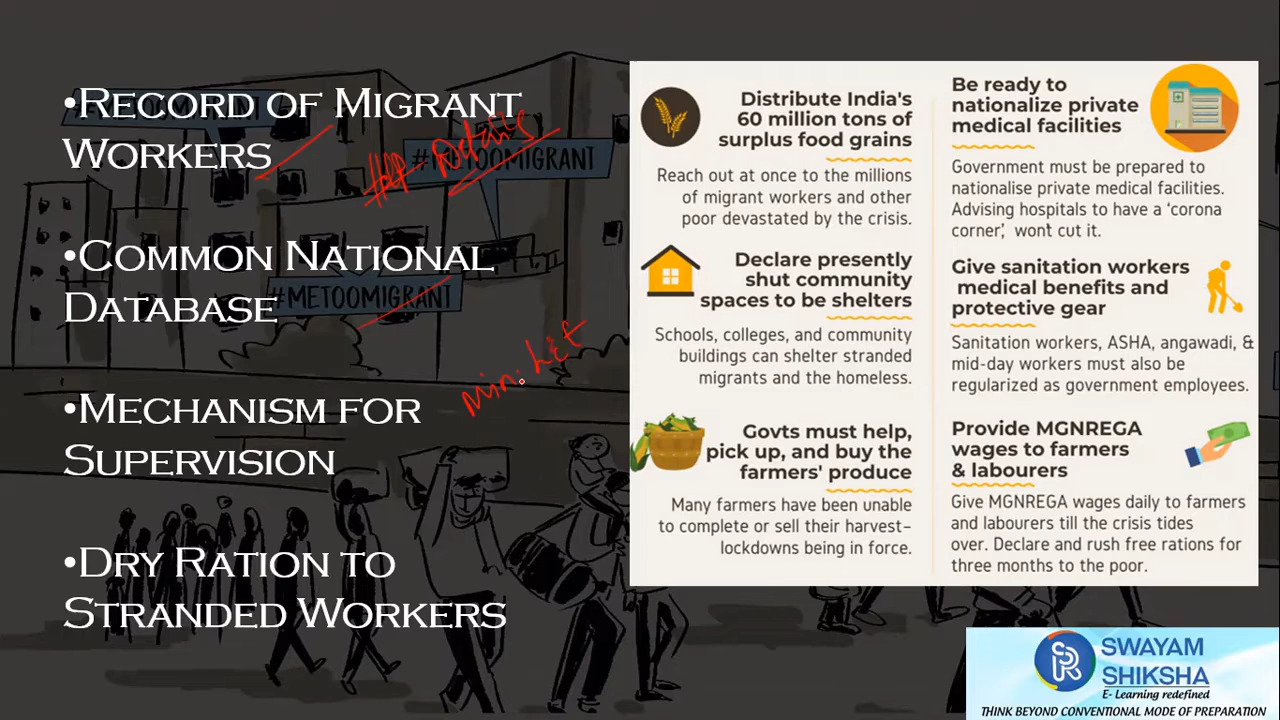 •RECORD OF MIGRANT
WORKERS
#METOOMIGRANT
•COMMON NATIONAL
DATABASE
#METOOMIGRANT
Min. L&E
•MECHANISM FOR
SUPERVISION
•DRY RATION TO
STRANDED WORKERS
Distribute India's
60 million tons of
surplus food grains
Reach out at once to the millions
of migrant workers and other
poor devastated by the crisis.
Declare presently
shut community
spaces to be shelters
Schools, colleges, and community
buildings can shelter stranded
migrants and the homeless.
Govts must help,
pick up, and buy the
farmers' produce
Many farmers have been unable
to complete or sell their harvest–
lockdowns being in force.
Be ready to
nationalize private
medical facilities
Government must be prepared to
nationalise private medical facilities.
Advising hospitals to have a ‘corona
corner’, won't cut it.
Give sanitation workers
medical benefits and
protective gear
Sanitation workers, ASHA, angawadi, &
mid-day workers must also be
regularized as government employees.
Provide MGNREGA
wages to farmers
& labourers
Give MGNREGA wages daily to farmers
and labourers till the crisis tides
over. Declare and rush free rations for
three months to the poor.
SWAYAM
SHIKSHA
E- Learning redefined
THINK BEYOND CONVENTIONAL MODE OF PREPARATION